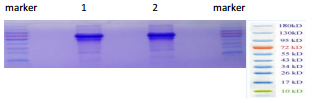 marker 1 2 marker
180kD
130kD
95 kD
72 kD
55 kD
43 kD
34 kD
26 kD
17 kD
10 kD